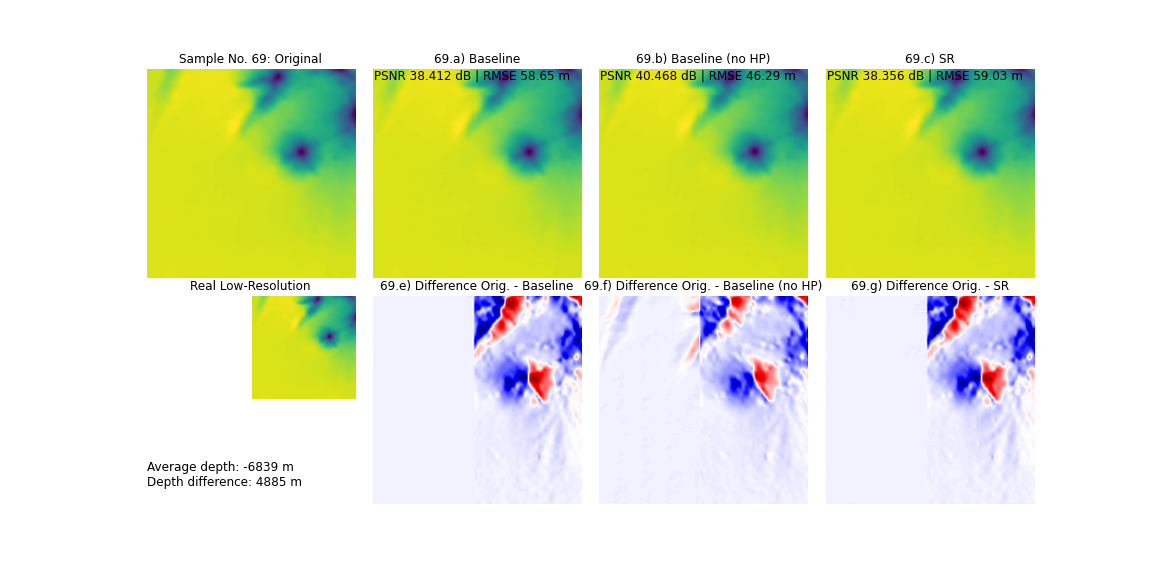 Sample No. 69: Original
69.a) Baseline
69.b) Baseline (no HP)
69.c) SR
PSNR 38.412 dB | RMSE 58.65 m
PSNR 40.468 dB | RMSE 46.29 m
PSNR 38.356 dB | RMSE 59.03 m
Real Low-Resolution
69.e) Difference Orig. - Baseline
69.f) Difference Orig. - Baseline (no HP)
69.g) Difference Orig. - SR
Average depth: -6839 m
Depth difference: 4885 m